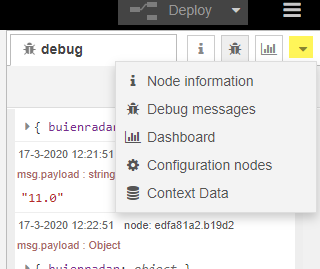 Deploy
debug
Node information
Debug messages
Dashboard
Configuration nodes
Context Data
{ buienradar
17-3-2020 12:21:51
msg.payload : string
"11.0"
17-3-2020 12:22:51 node: edfa81a2.b19d2
msg.payload : Object
{ buienradar: object }